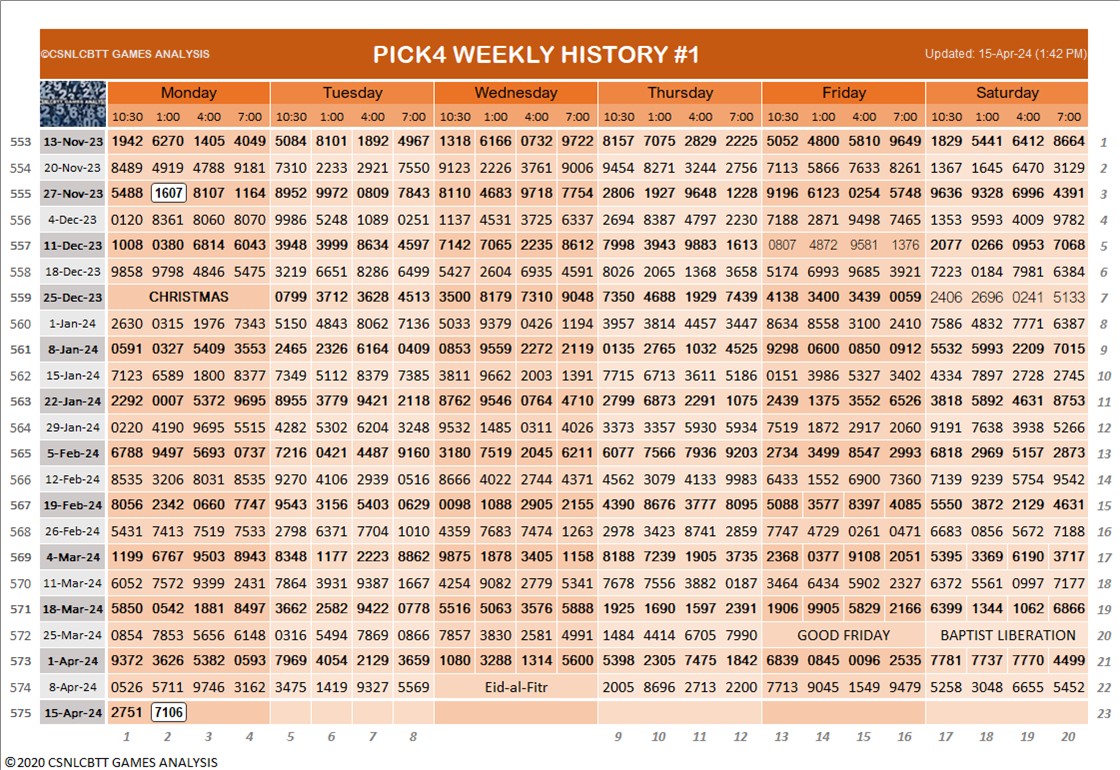 ©CSNLCBTT GAMES ANALYSIS PICK4 WEEKLY HISTORY #1 Updated: 15-Apr-24 (1:42 PM)
Monday Tuesday Wednesday Thursday Friday Saturday
10:30 1:00 4:00 7:00 10:30 1:00 4:00 7:00 10:30 1:00 4:00 7:00 10:30 1:00 4:00 7:00 10:30 1:00 4:00 7:00 10:30 1:00 4:00 7:00
553 13-Nov-23 1942 6270 1405 4049 5084 8101 1892 4967 1318 6166 0732 9722 8157 7075 2829 2225 5052 4800 5810 9649 1829 5441 6412 8664 1
554 20-Nov-23 8489 4919 4788 9181 7310 2233 2921 7550 9123 2226 3761 9006 9454 8271 3244 2756 7113 5866 7633 8261 1367 1645 6470 3129 2
555 27-Nov-23 5488 1607 8107 1164 8952 9972 0809 7843 8110 4683 9718 7754 2806 1927 9648 1228 9196 6123 0254 5748 9636 9328 6996 4391 3
556 4-Dec-23 0120 8361 8060 8070 9986 5248 1089 0251 1137 4531 3725 6337 2694 8387 4797 2230 7188 2871 9498 7465 1353 9593 4009 9782 4
557 11-Dec-23 1008 0380 6814 6043 3948 3999 8634 4597 7142 7065 2235 8612 7998 3943 9883 1613 0807 4872 9581 1376 2077 0266 0953 7068 5
558 18-Dec-23 9858 9798 4846 5475 3219 6651 8286 6499 5427 2604 6935 4591 8026 2065 1368 3658 5174 6993 9685 3921 7223 0184 7981 6384 6
559 25-Dec-23 CHRISTMAS 0799 3712 3628 4513 3500 8179 7310 9048 7350 4688 1929 7439 4138 3400 3439 0059 2406 2696 0241 5133 7
560 1-Jan-24 2630 0315 1976 7343 5150 4843 8062 7136 5033 9379 0426 1194 3957 3814 4457 3447 8634 8558 3100 2410 7586 4832 7771 6387 8
561 8-Jan-24 0591 0327 5409 3553 2465 2326 6164 0409 0853 9559 2272 2119 0135 2765 1032 4525 9298 0600 0850 0912 5532 5993 2209 7015 9
562 15-Jan-24 7123 6589 1800 8377 7349 5112 8379 7385 3811 9662 2003 1391 7715 6713 3611 5186 0151 3986 5327 3402 4334 7897 2728 2745 10
563 22-Jan-24 2292 0007 5372 9695 8955 3779 9421 2118 8762 9546 0764 4710 2799 6873 2291 1075 2439 1375 3552 6526 3818 5892 4631 8753 11
564 29-Jan-24 0220 4190 9695 5515 4282 5302 6204 3248 9532 1485 0311 4026 3373 3357 5930 5934 7519 1872 2917 2060 9191 7638 3938 5266 12
565 5-Feb-24 6788 9497 5693 0737 7216 0421 4487 9160 3180 7519 2045 6211 6077 7566 7936 9203 2734 3499 8547 2993 6818 2969 5157 2873 13
566 12-Feb-24 8535 3206 8031 8535 9270 4106 2939 0516 8666 4022 2744 4371 4562 3079 4133 9983 6433 1552 6900 7360 7139 9239 5754 9542 14
567 19-Feb-24 8056 2342 0660 7747 9543 3156 5403 0629 0098 1088 2905 2155 4390 8676 3777 8095 5088 3577 8397 4085 5550 3872 2129 4631 15
568 26-Feb-24 5431 7413 7519 7533 2798 6371 7704 1010 4359 7683 7474 1263 2978 3423 8741 2859 7747 4729 0261 0471 6683 0856 5672 7188 16
569 4-Mar-24 1199 6767 9503 8943 8348 1177 2223 8862 9875 1878 3405 1158 8188 7239 1905 3735 2368 0377 9108 2051 5395 3369 6190 3717 17
570 11-Mar-24 6052 7572 9399 2431 7864 3931 9387 1667 4254 9082 2779 5341 7678 7556 3882 0187 3464 6434 5902 2327 6372 5561 0997 7177 18
571 18-Mar-24 5850 0542 1881 8497 3662 2582 9422 0778 5516 5063 3576 5888 1925 1690 1597 2391 1906 9905 5829 2166 6399 1344 1062 6866 19
572 25-Mar-24 0854 7853 5656 6148 0316 5494 7869 0866 7857 3830 2581 4991 1484 4414 6705 7990 GOOD FRIDAY BAPTIST LIBERATION 20
573 1-Apr-24 9372 3626 5382 0593 7969 4054 2129 3659 1080 3288 1314 5600 5398 2305 7475 1842 6839 0845 0096 2535 7781 7737 7770 4499 21
574 8-Apr-24 0526 5711 9746 3162 3475 1419 9327 5569 Eid-al-Fitr 2005 8696 2713 2200 7713 9045 1549 9479 5258 3048 6655 5452 22
575 15-Apr-24 2751 7106 23
1 2 3 4 5 6 7 8 9 10 11 12 13 14 15 16 17 18 19 20
©2020 CSNLCBTT GAMES ANALYSIS